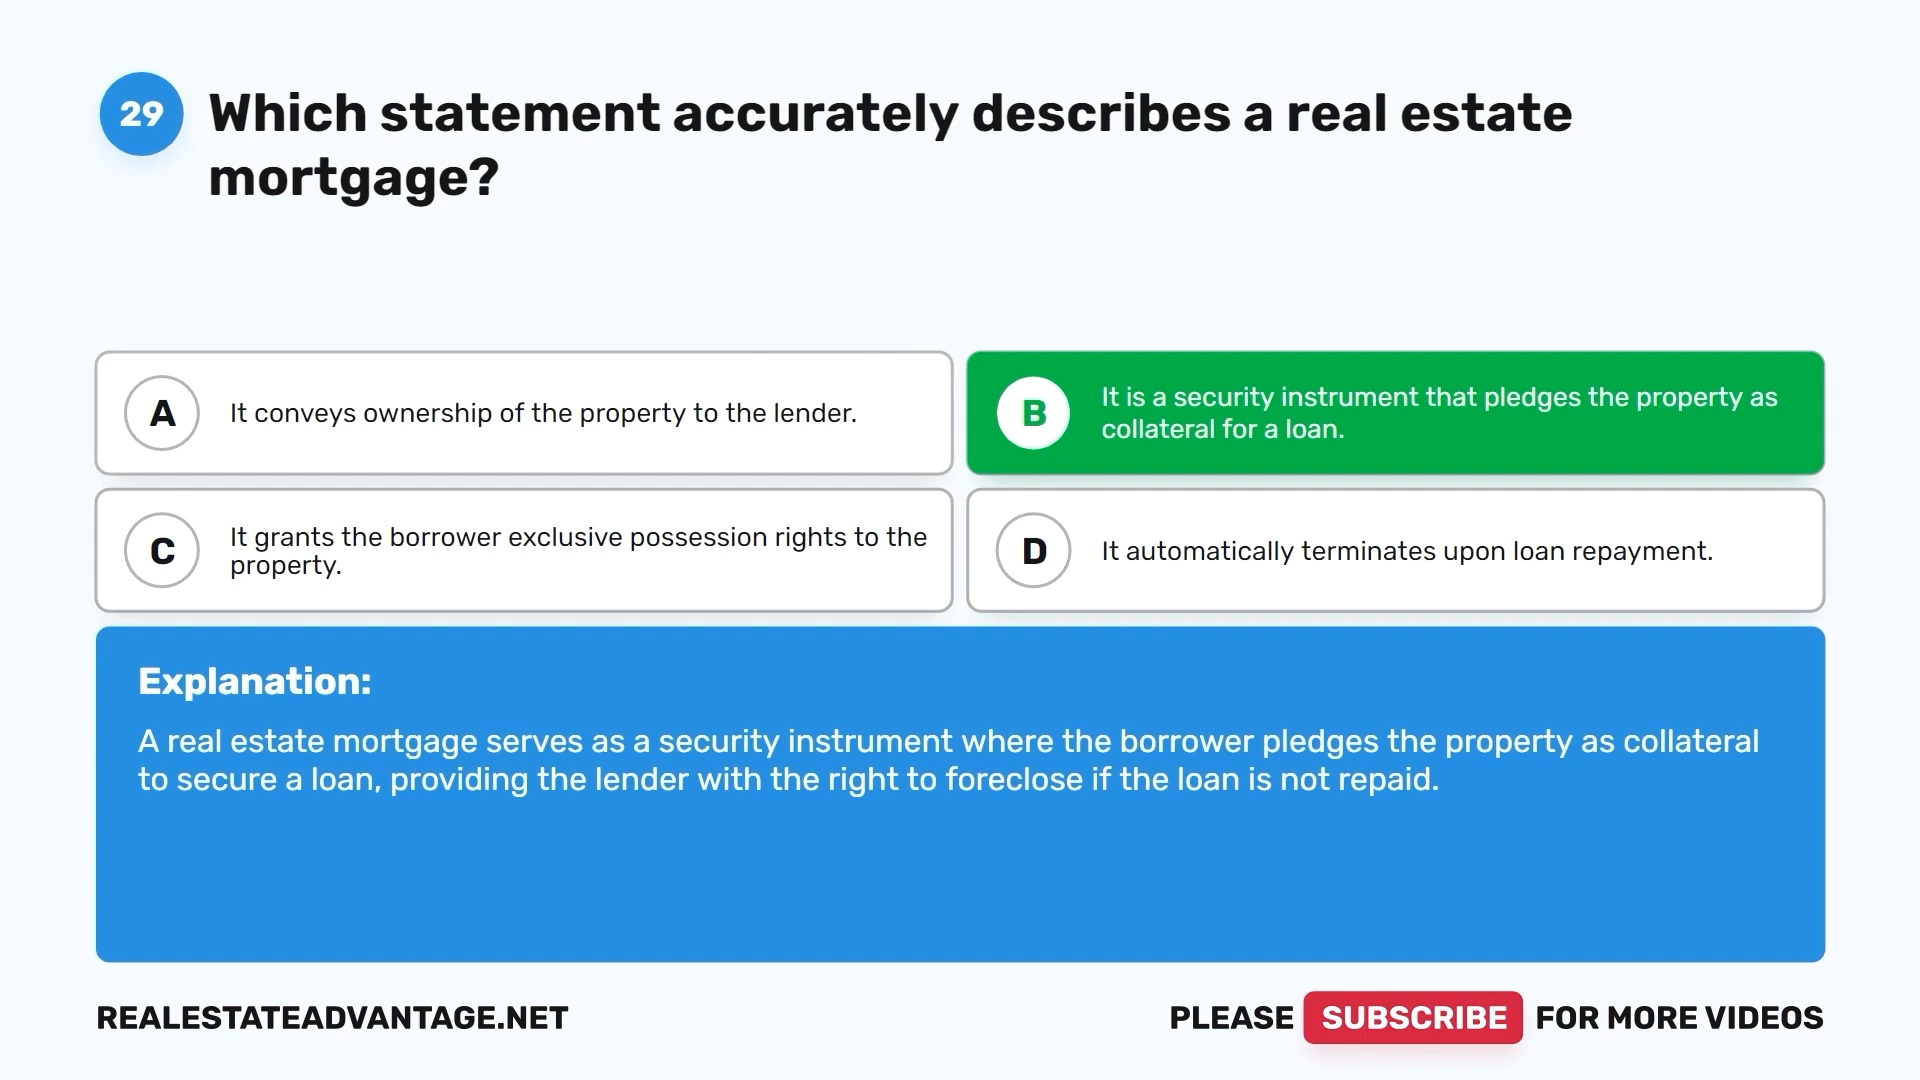 29
Which statement accurately describes a real estate
mortgage?
A
It conveys ownership of the property to the lender.
B
It is a security instrument that pledges the property as
collateral for a loan.
C
It grants the borrower exclusive possession rights to the
property.
D
It automatically terminates upon loan repayment.
Explanation:
A real estate mortgage serves as a security instrument where the borrower pledges the property as collateral
to secure a loan, providing the lender with the right to foreclose if the loan is not repaid.
REALESTATEADVANTAGE.NET
PLEASE SUBSCRIBE FOR MORE VIDEOS